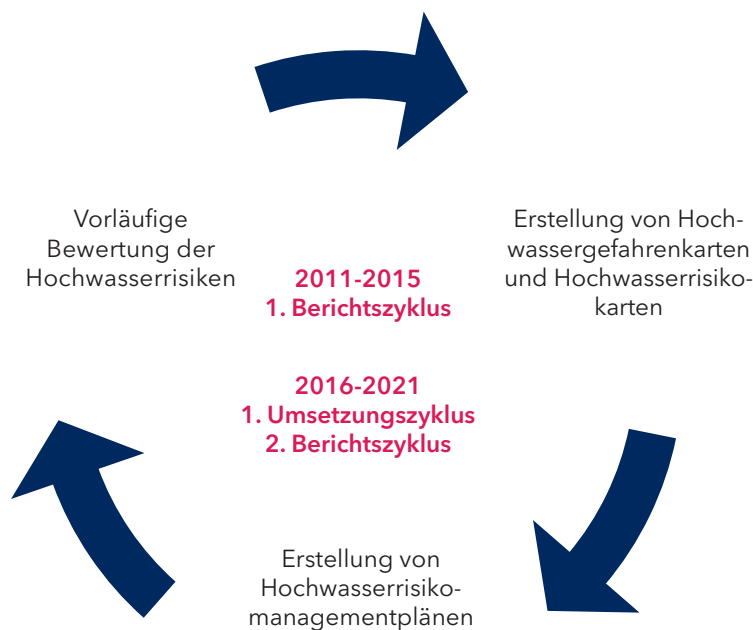 Vorläufige
Bewertung der
Hochwasserrisiken
Erstellung von Hoch-
wassergefahrenkarten
und Hochwasserrisiko-
karten
2011-2015
1. Berichtszyklus
2016-2021
1. Umsetzungszyklus
2. Berichtszyklus
Erstellung von
Hochwasserrisiko-
managementplänen